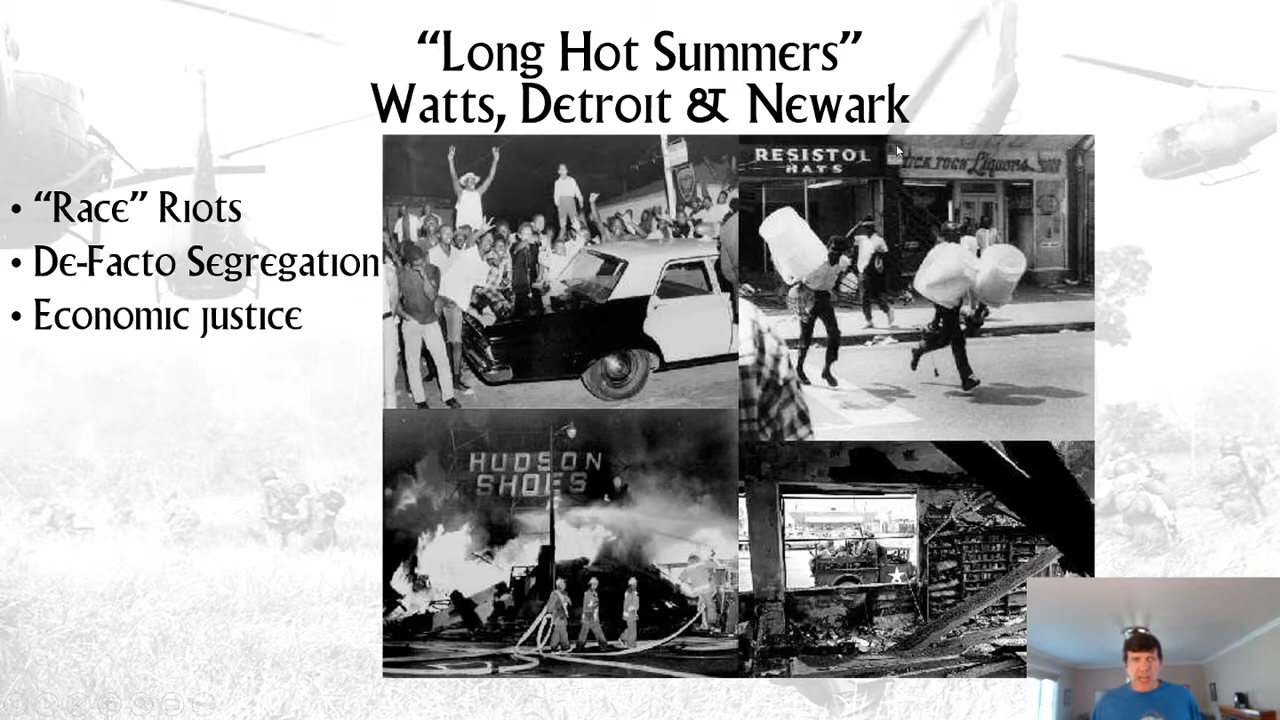 “Long Hot Summers”
Watts, Detroit & Newark
• “Race” Riots
• De-Facto Segregation
• Economic justice
RESISTOL
HATS
Liquors
HUDSON
SHOES